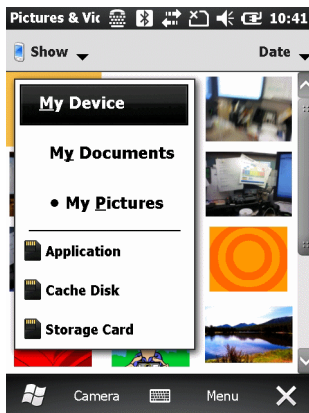 Pictures & Vic 10:41
Show Date
My Device
My Documents
• My Pictures
Application
Cache Disk
Storage Card
Camera Menu